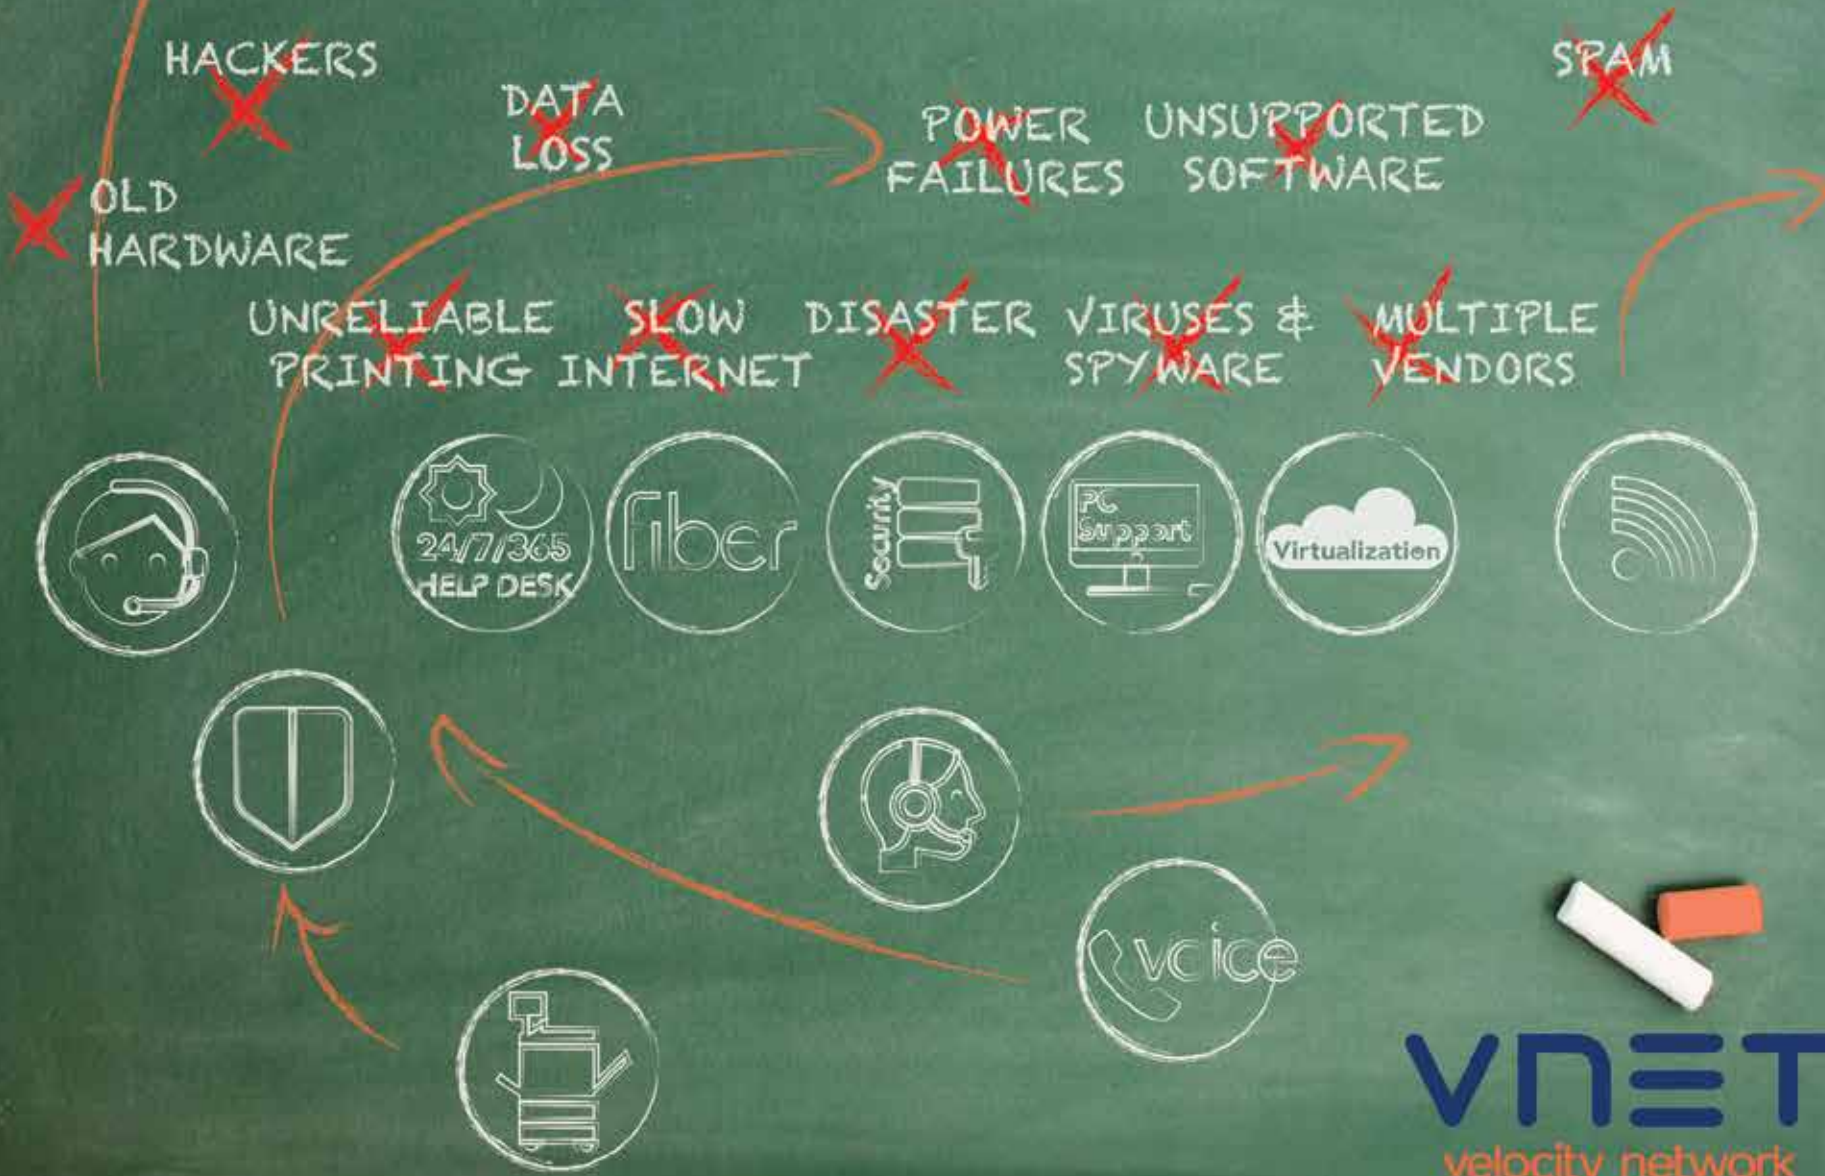 HACKERS
SPAM
DATA
LOSS
POWER
FAILURES
UNSUPPORTED
SOFTWARE
OLD
HARDWARE
UNRELIABLE
PRINTING
SLOW
INTERNET
DISASTER
VIRUSES &
SPYWARE
MULTIPLE
VENDORS
24/7/365
HELP DESK
fiber
Security
PC
Support
Virtualization
voice
VNET
velocity network